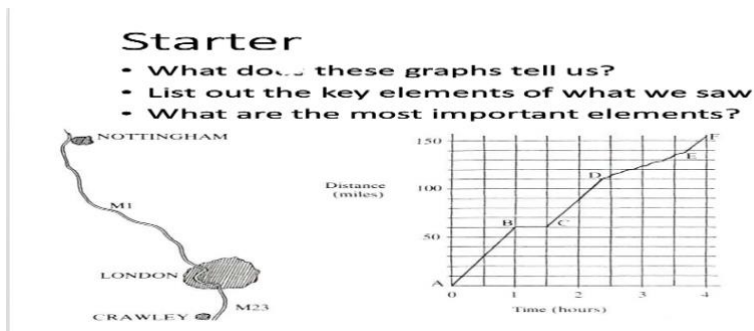 Starter
• What these graphs tell us?
• List out the key elements of what we saw
• What are the most important elements?
NOTTINGHAM
M1
LONDON
M23
CRAWLEY
Distance
(miles)
150
100
50
A
B
C
D
E
F
0 1 2 3 4
Time (hours)